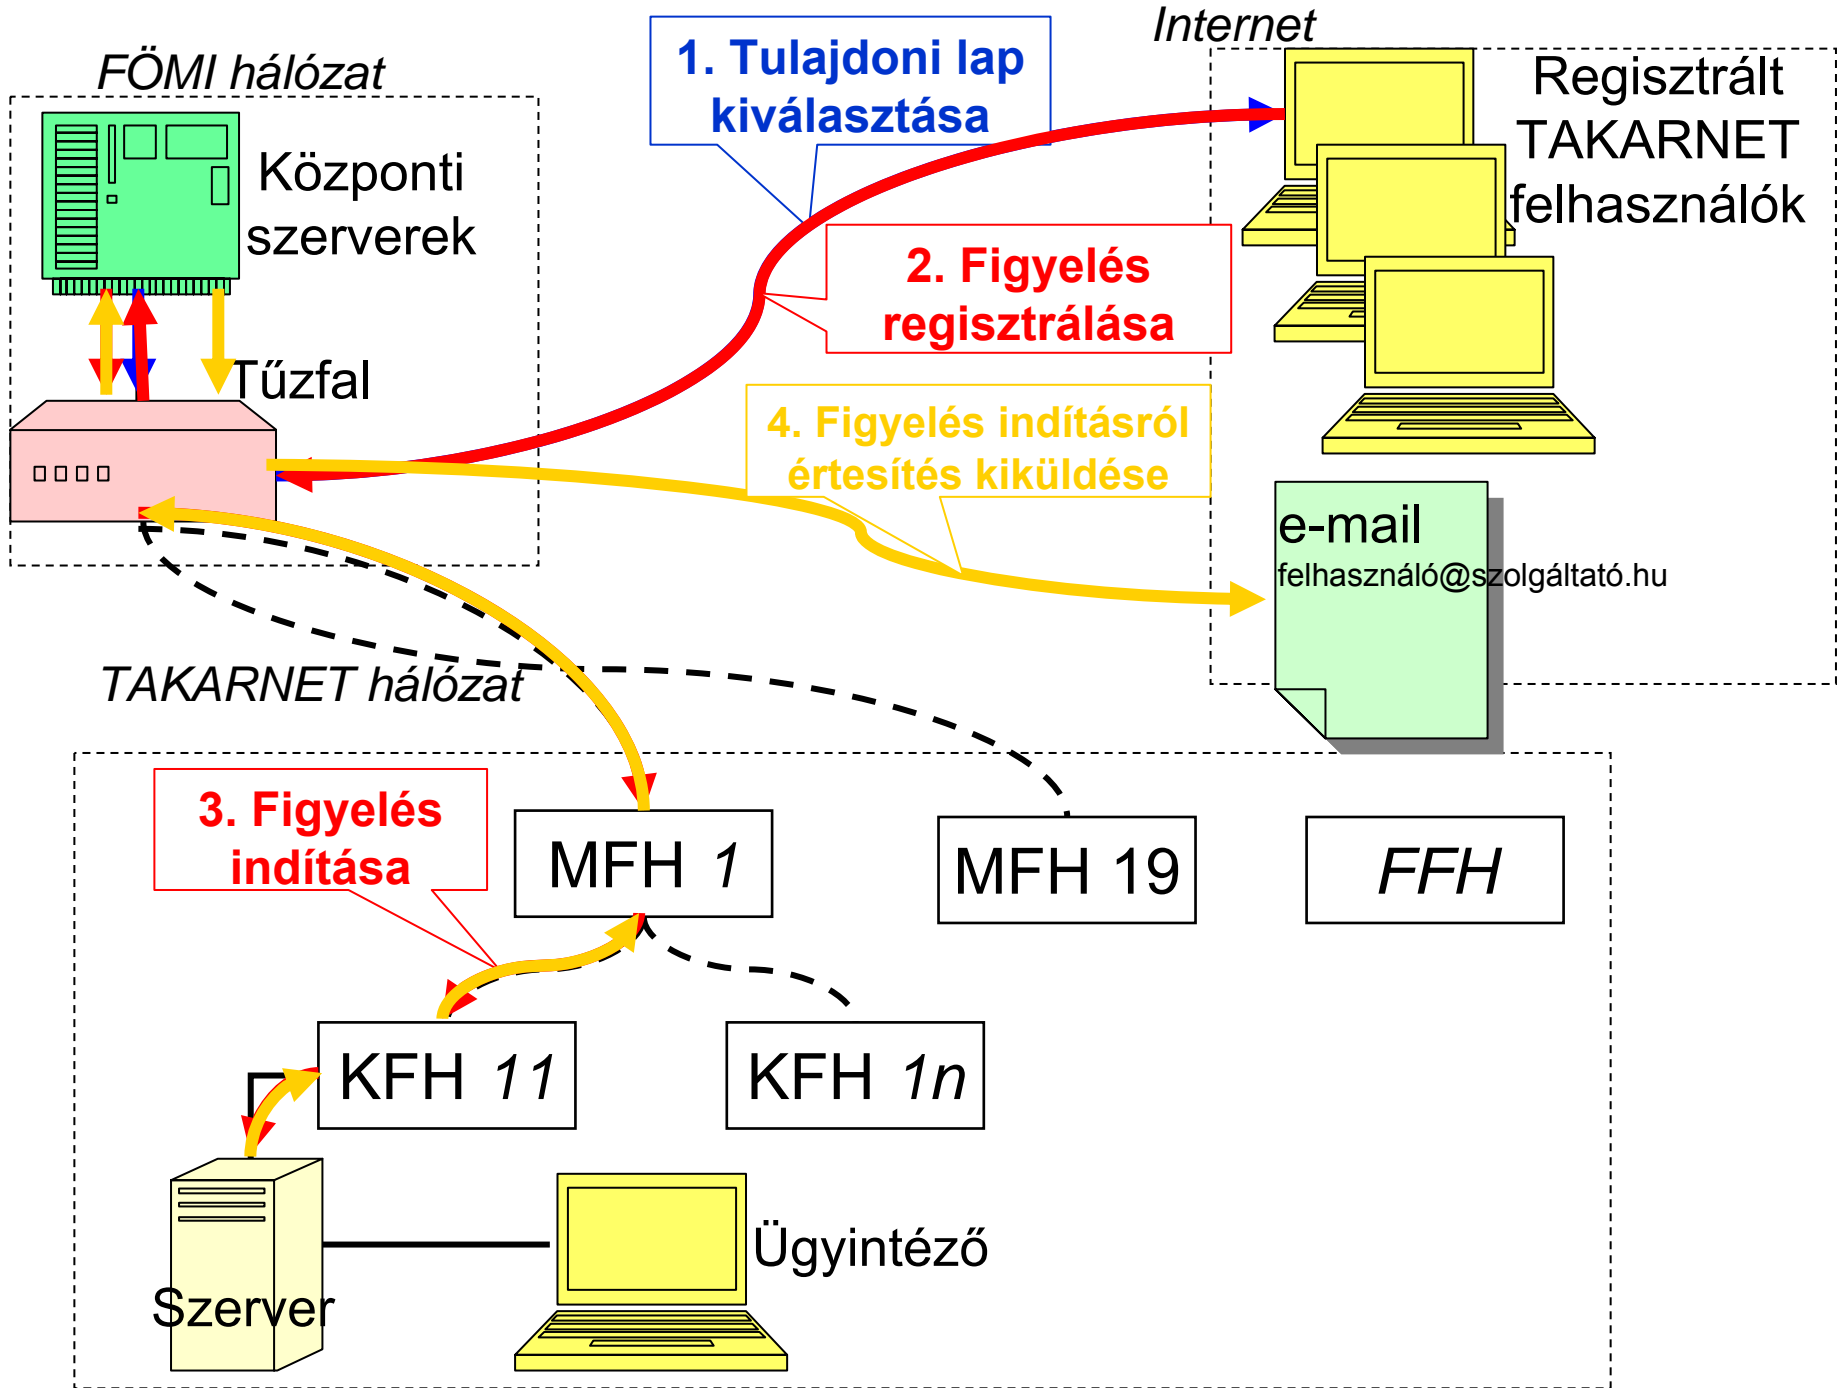 Internet
FÖMI hálózat
1. Tulajdoni lap
kiválasztása
Regisztrált
TAKARNET
felhasználók
Központi
szerverek
2. Figyelés
regisztrálása
Tűzfal
4. Figyelés indításról
értesítés kiküldése
e-mail
felhasználó@szolgáltató.hu
TAKARNET hálózat
3. Figyelés
indítása
MFH 1
MFH 19
FFH
KFH 11
KFH 1n
Szerver
Ügyintéző